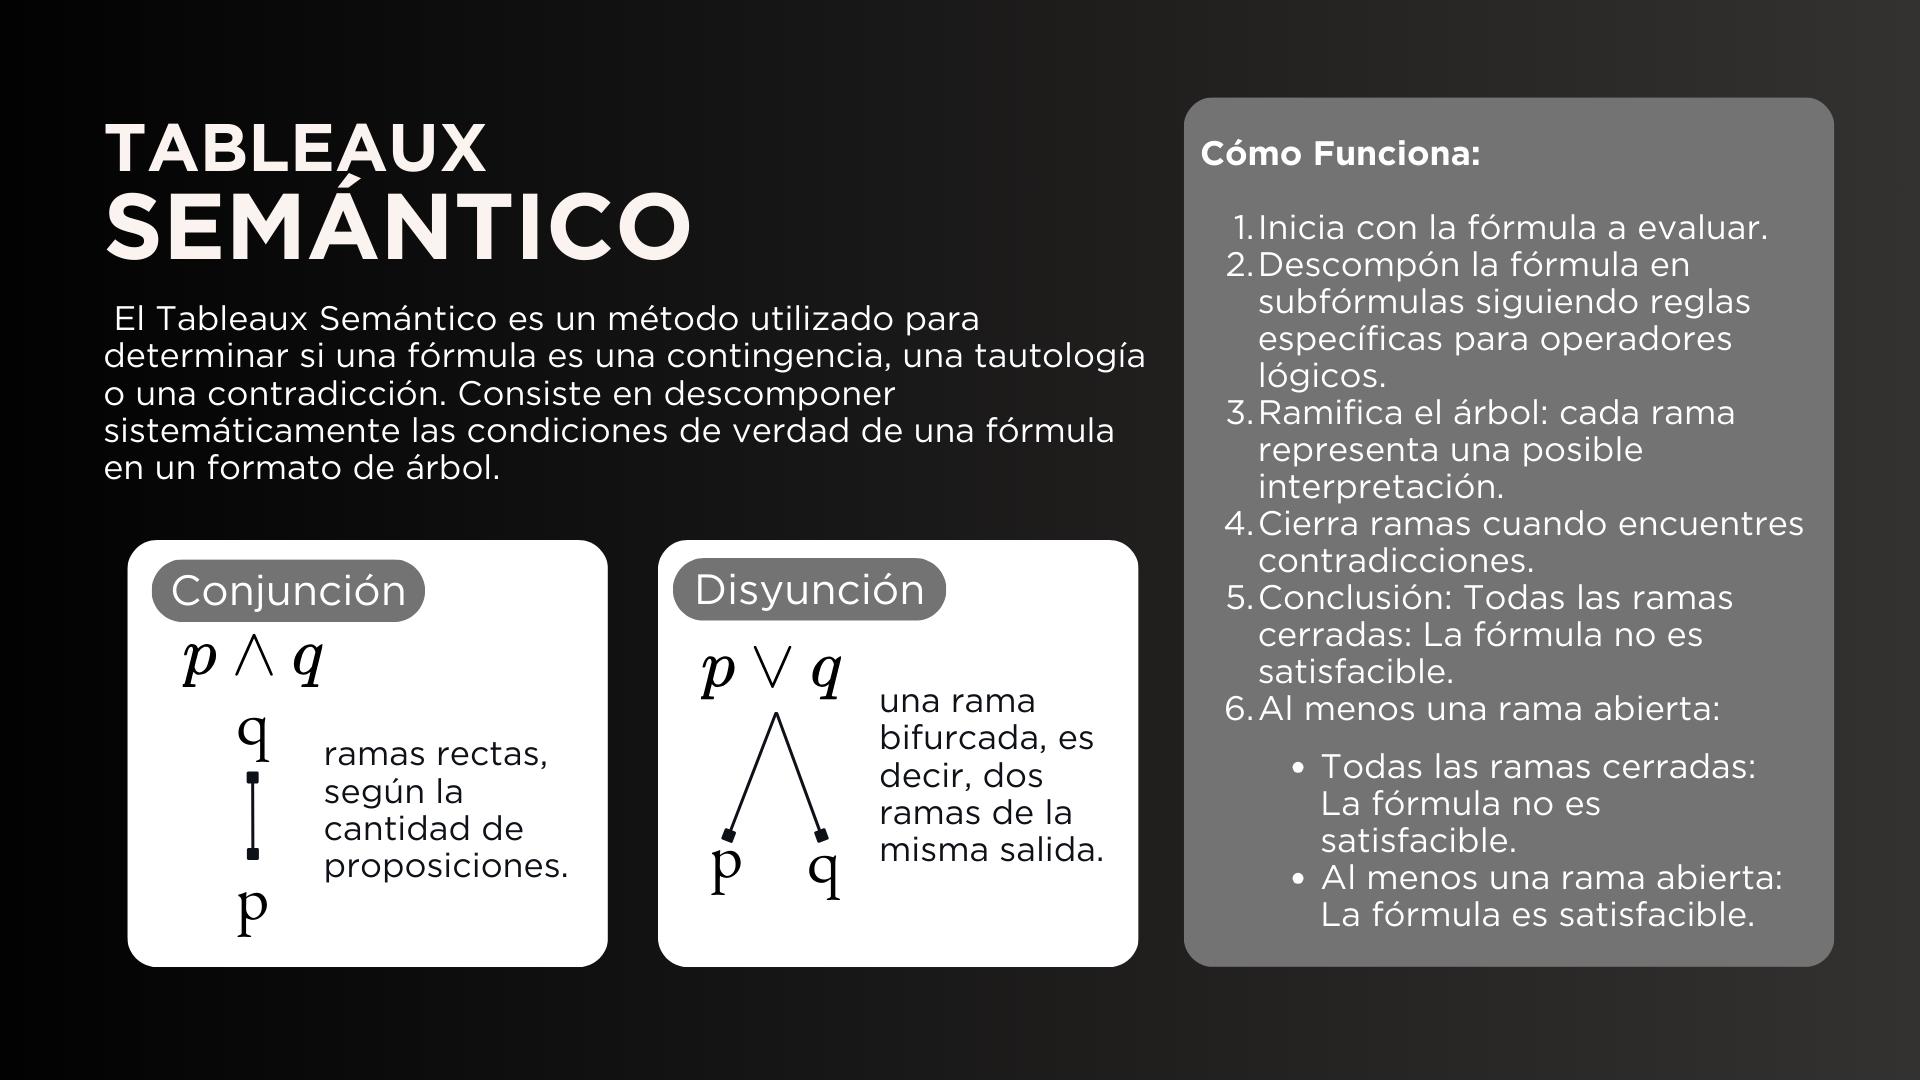 TABLEAUX
SEMÁNTICO
El Tableaux Semántico es un método utilizado para
determinar si una fórmula es una contingencia, una tautología
o una contradicción. Consiste en descomponer
sistemáticamente las condiciones de verdad de una fórmula
en un formato de árbol.
Conjunción
p ∧ q
q
p
ramas rectas,
según la
cantidad de
proposiciones.
Disyunción
p ∨ q
p q
una rama
bifurcada, es
decir, dos
ramas de la
misma salida.
Cómo Funciona:
1. Inicia con la fórmula a evaluar.
2. Descompón la fórmula en
subfórmulas siguiendo reglas
específicas para operadores
lógicos.
3. Ramifica el árbol: cada rama
representa una posible
interpretación.
4. Cierra ramas cuando encuentres
contradicciones.
5. Conclusión: Todas las ramas
cerradas: La fórmula no es
satisfacible.
6. Al menos una rama abierta:
• Todas las ramas cerradas:
La fórmula no es
satisfacible.
• Al menos una rama abierta:
La fórmula es satisfacible.